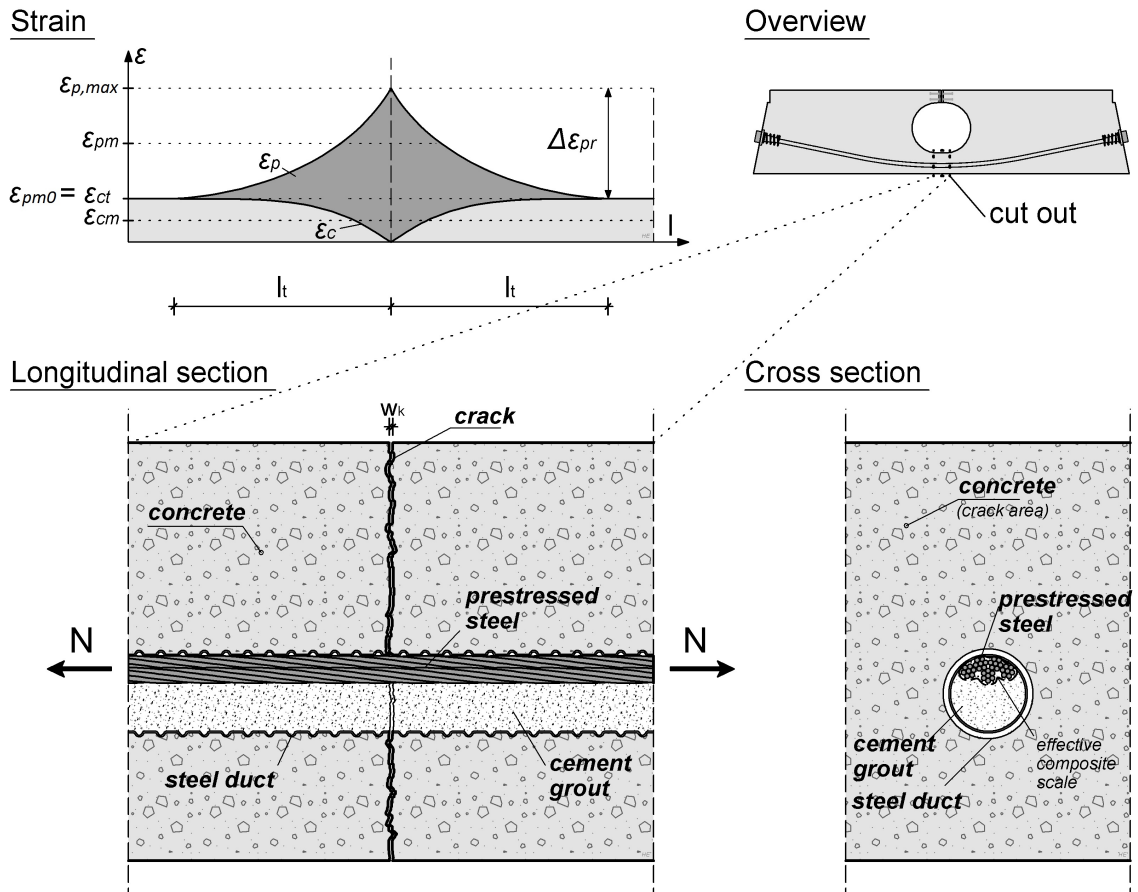 Strain
Overview
ε
εp,max
εpm
εp
Δεpr
εpm0 = εct
εcm
εc
l
cut out
lt
lt
Longitudinal section
Cross section
wk
crack
concrete
concrete
(crack area)
prestressed
steel
prestressed
steel
N
N
steel duct
cement
grout
cement
grout
steel duct
effective
composite
scale
HE
HE